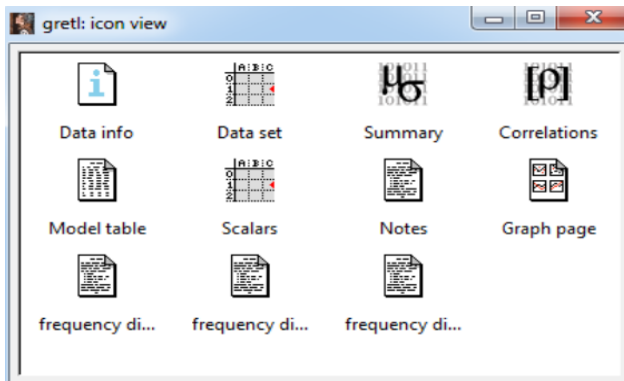 gretl: icon view
Data info Data set Summary Correlations
Model table Scalars Notes Graph page
frequency di... frequency di... frequency di...